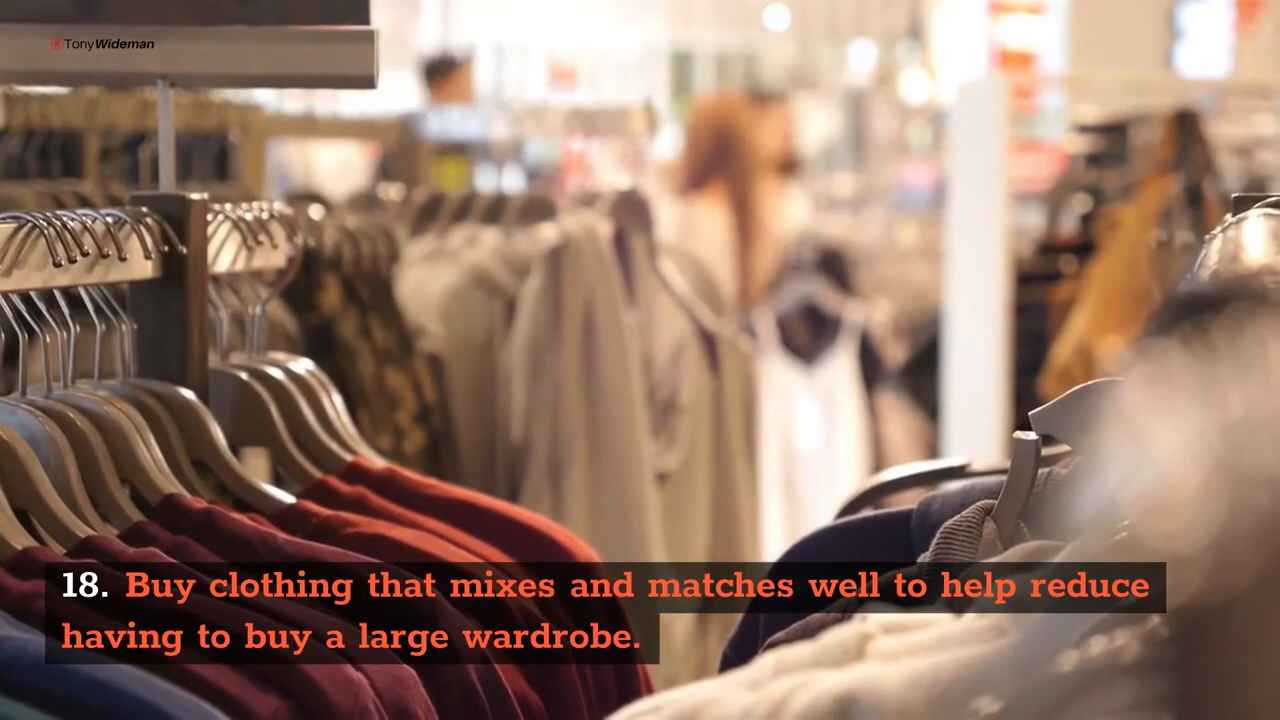 TonyWideman
18. Buy clothing that mixes and matches well to help reduce
having to buy a large wardrobe.